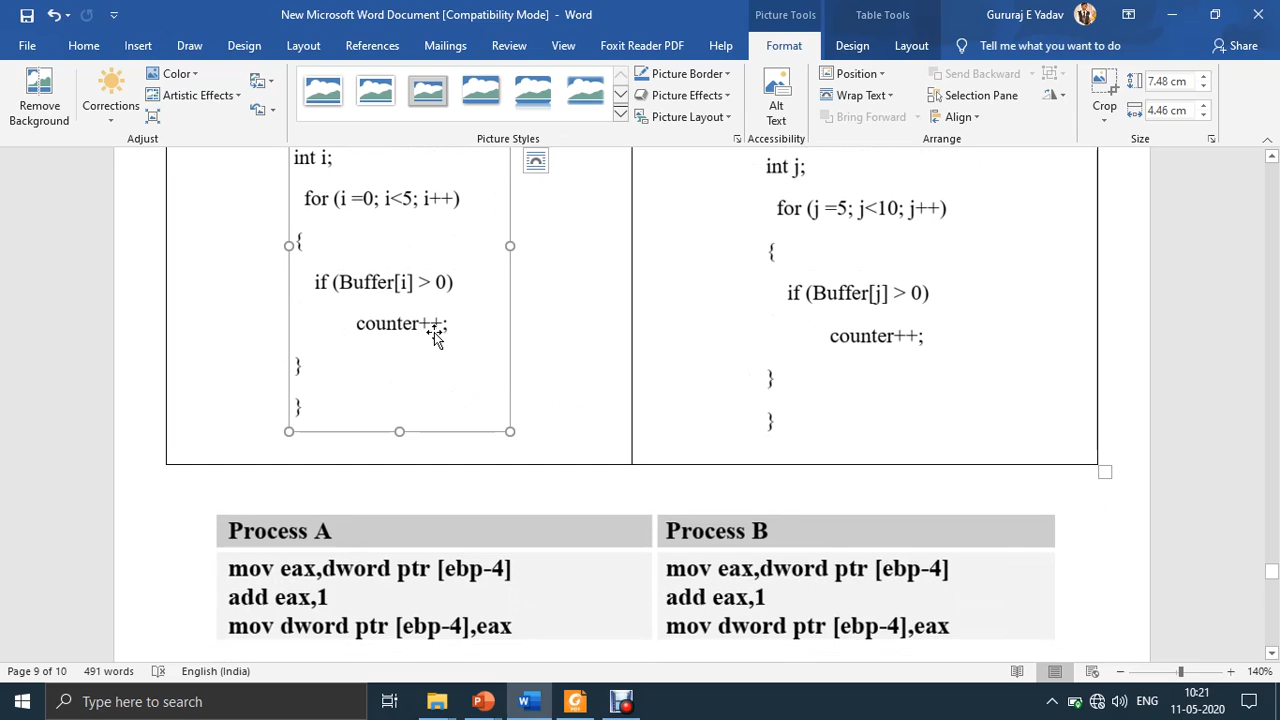 New Microsoft Word Document [Compatibility Mode] - Word
Picture Tools
Table Tools
Gururaj E Yadav
File Home Insert Draw Design Layout References Mailings Review View Foxit Reader PDF Help Format Design Layout Tell me what you want to do Share
Remove Background
Corrections
Color
Artistic Effects
Adjust
Picture Border
Picture Effects
Picture Layout
Picture Styles
Alt Text
Accessibility
Position
Wrap Text
Bring Forward
Send Backward
Selection Pane
Align
Arrange
Crop
7.48 cm
4.46 cm
Size
int i;
for (i =0; i<5; i++)
{
if (Buffer[i] > 0)
counter++;
}
}
int j;
for (j =5; j<10; j++)
{
if (Buffer[j] > 0)
counter++;
}
}
Process A
mov eax,dword ptr [ebp-4]
add eax,1
mov dword ptr [ebp-4],eax
Process B
mov eax,dword ptr [ebp-4]
add eax,1
mov dword ptr [ebp-4],eax
Page 9 of 10 491 words English (India) 140%
Type here to search
ENG
10:21
11-05-2020